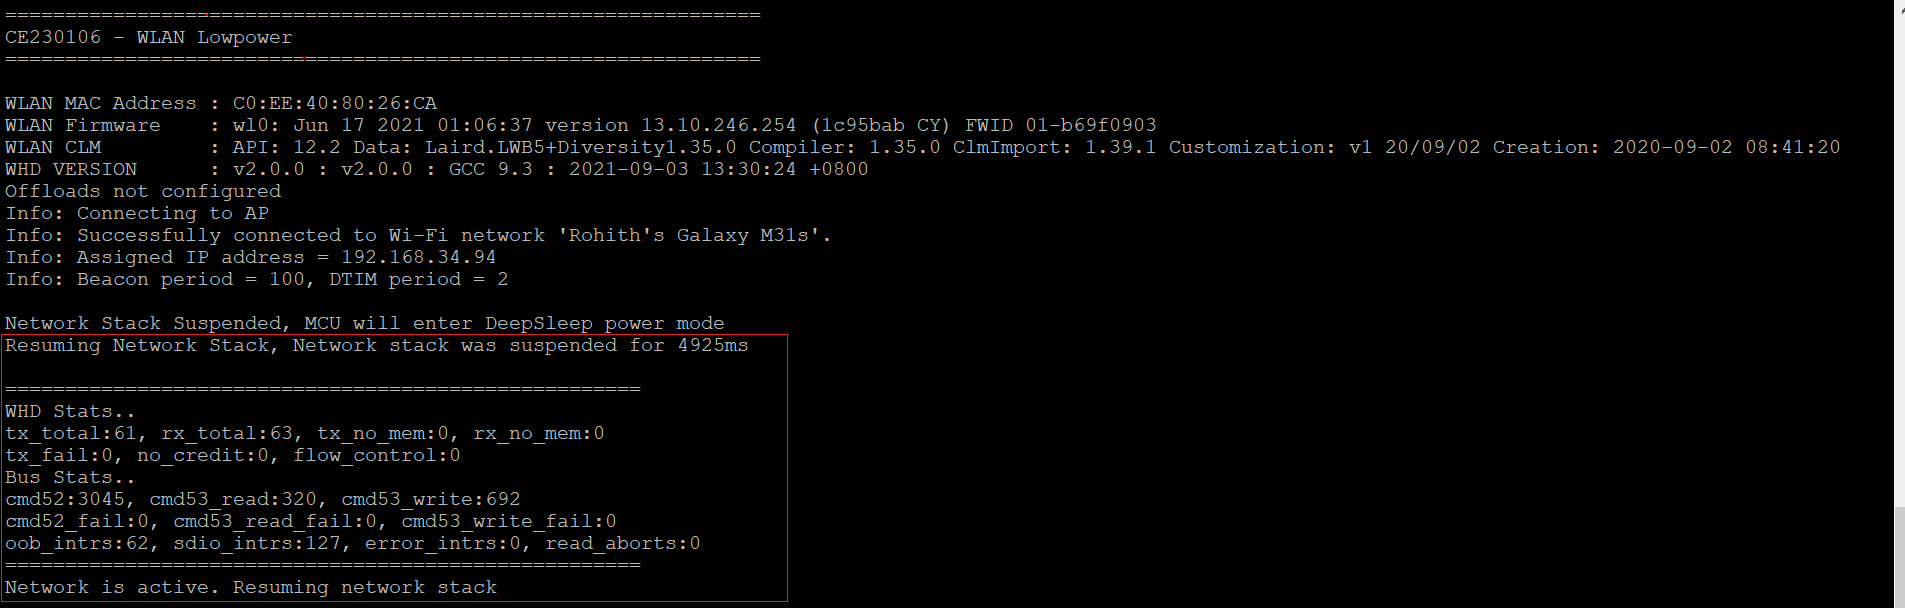 ===============================================================
CE230106 - WLAN Lowpower
===============================================================
WLAN MAC Address : C0:EE:40:80:26:CA
WLAN Firmware    : wl0: Jun 17 2021 01:06:37 version 13.10.246.254 (1c95bab CY) FWID 01-b69f0903
WLAN CLM         : API: 12.2 Data: Laird.LWB5+Diversity1.35.0 Compiler: 1.35.0 ClmImport: 1.39.1 Customization: v1 20/09/02 Creation: 2020-09-02 08:41:20
WHD VERSION      : v2.0.0 : v2.0.0 : GCC 9.3 : 2021-09-03 13:30:24 +0800
Offloads not configured
Info: Connecting to AP
Info: Successfully connected to Wi-Fi network 'Rohith's Galaxy M31s'.
Info: Assigned IP address = 192.168.34.94
Info: Beacon period = 100, DTIM period = 2
Network Stack Suspended, MCU will enter DeepSleep power mode
Resuming Network Stack, Network stack was suspended for 4925ms
=====================================================
WHD Stats..
tx_total:61, rx_total:63, tx_no_mem:0, rx_no_mem:0
tx_fail:0, no_credit:0, flow_control:0
Bus Stats..
cmd52:3045, cmd53_read:320, cmd53_write:692
cmd52_fail:0, cmd53_read_fail:0, cmd53_write_fail:0
oob_intrs:62, sdio_intrs:127, error_intrs:0, read_aborts:0
=====================================================
Network is active. Resuming network stack